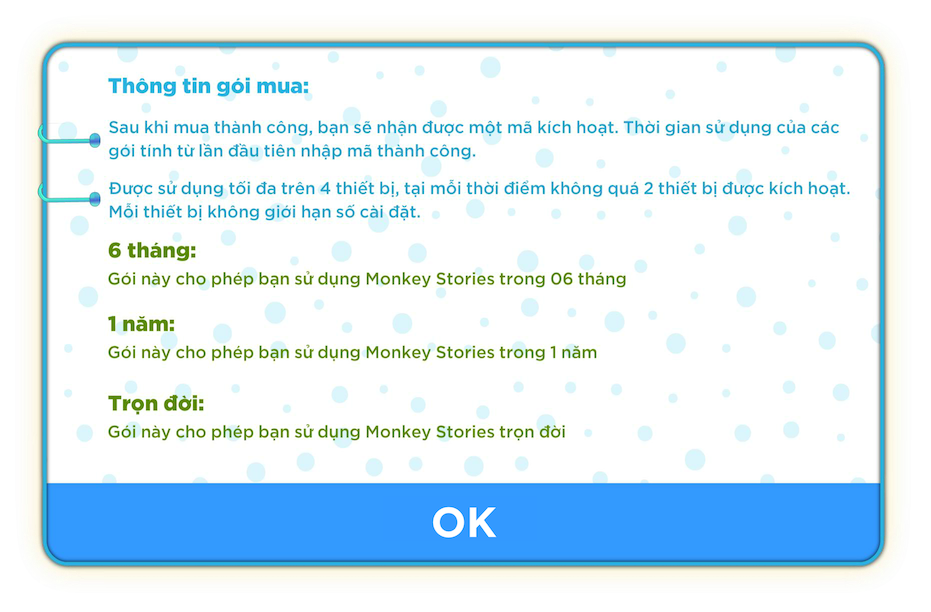 Thông tin gói mua:
Sau khi mua thành công, bạn sẽ nhận được một mã kích hoạt. Thời gian sử dụng của các
gói tính từ lần đầu tiên nhập mã thành công.
Được sử dụng tối đa trên 4 thiết bị, tại mỗi thời điểm không quá 2 thiết bị được kích hoạt.
Mỗi thiết bị không giới hạn số cài đặt.
6 tháng:
Gói này cho phép bạn sử dụng Monkey Stories trong 06 tháng
1 năm:
Gói này cho phép bạn sử dụng Monkey Stories trong 1 năm
Trọn đời:
Gói này cho phép bạn sử dụng Monkey Stories trọn đời
OK